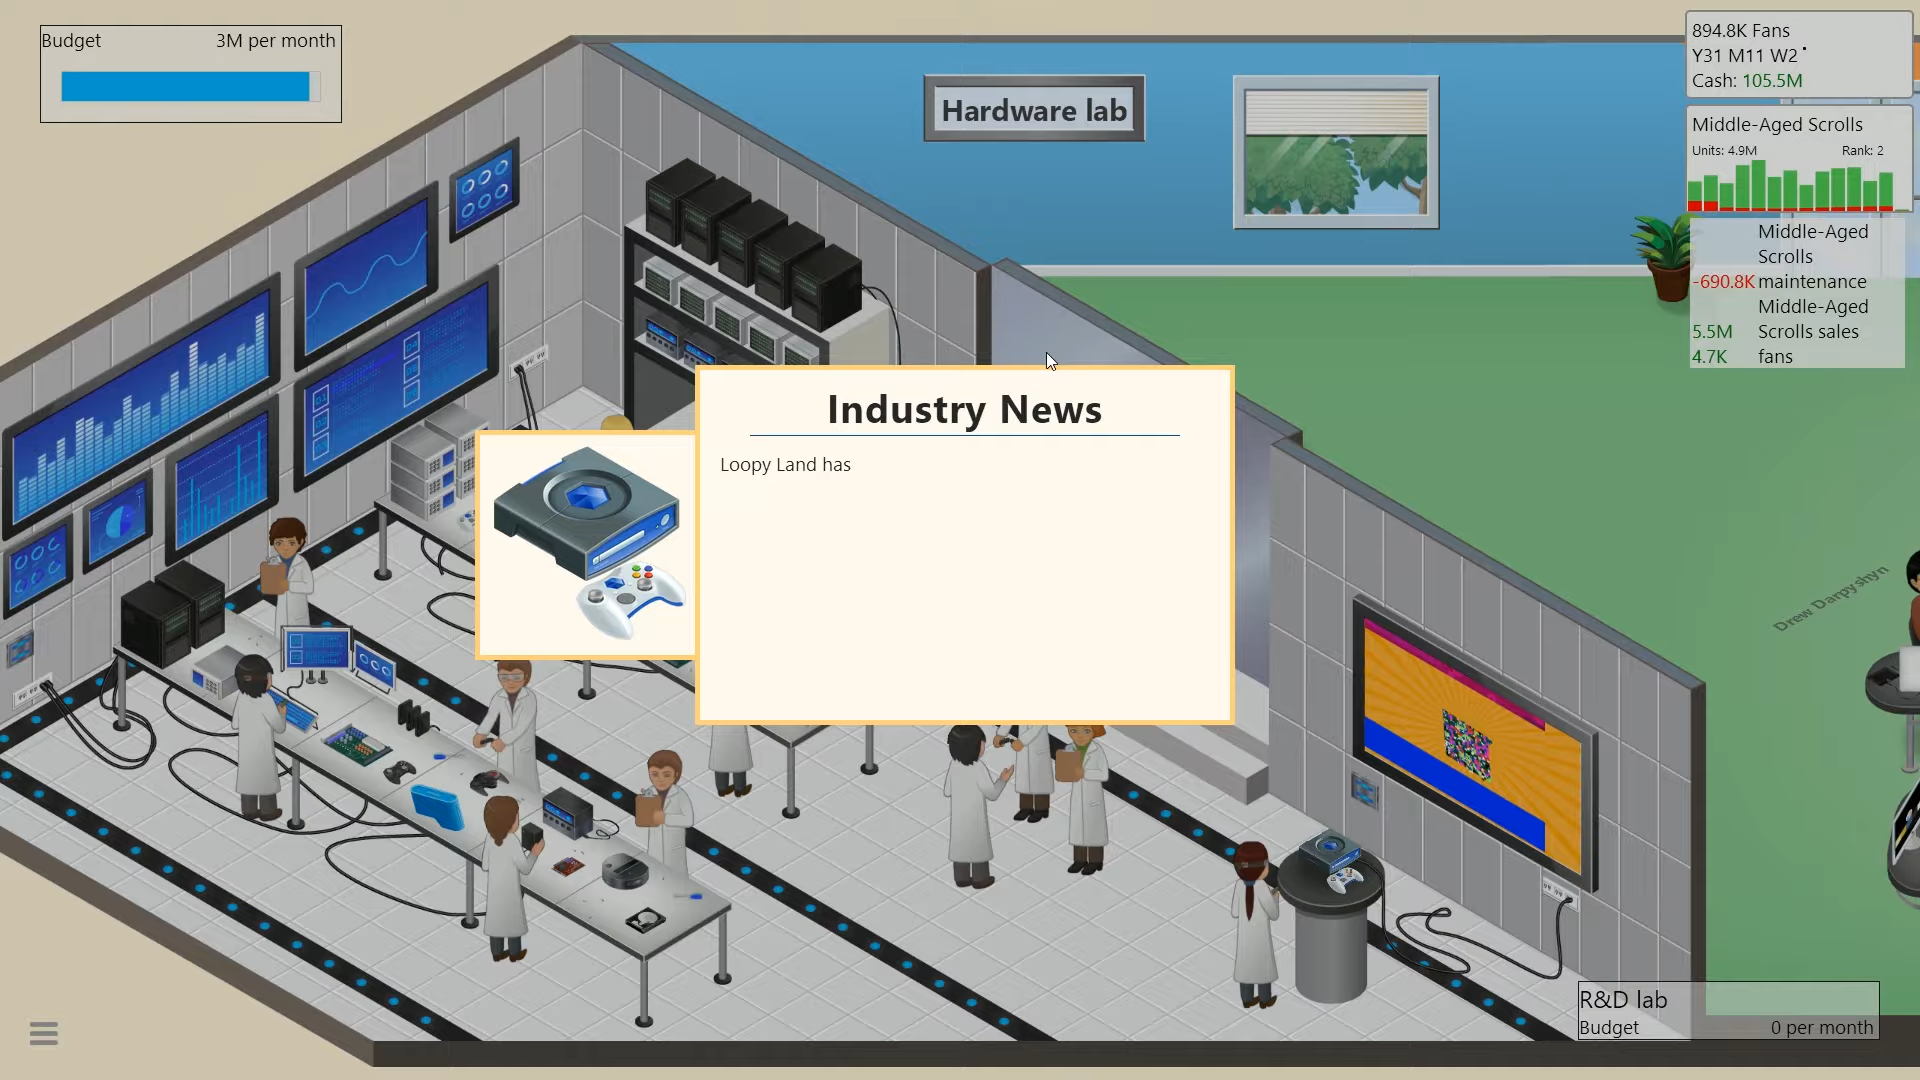 Budget 3M per month
Hardware lab
894.8K Fans
Y31 M11 W2
Cash: 105.5M
Middle-Aged Scrolls
Units: 4.9M Rank: 2
Middle-Aged
Scrolls
-690.8K maintenance
Middle-Aged
5.5M Scrolls sales
4.7K fans
Industry News
Loopy Land has
Drew Darpyshyn
R&D lab
Budget 0 per month